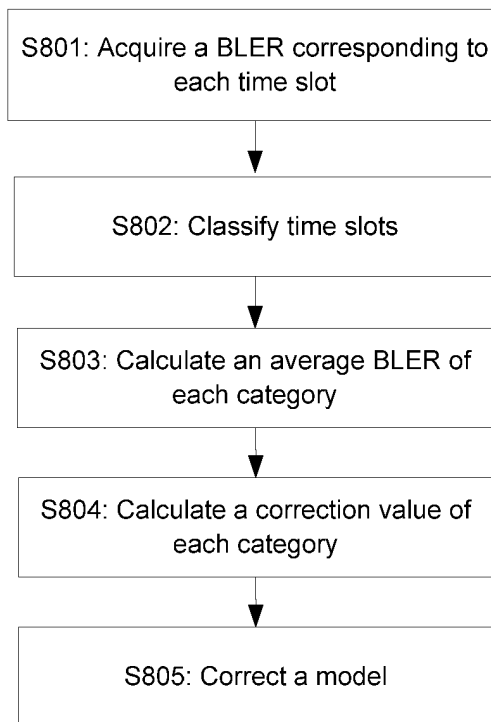 S801: Acquire a BLER corresponding to
each time slot
S802: Classify time slots
S803: Calculate an average BLER of
each category
S804: Calculate a correction value of
each category
S805: Correct a model